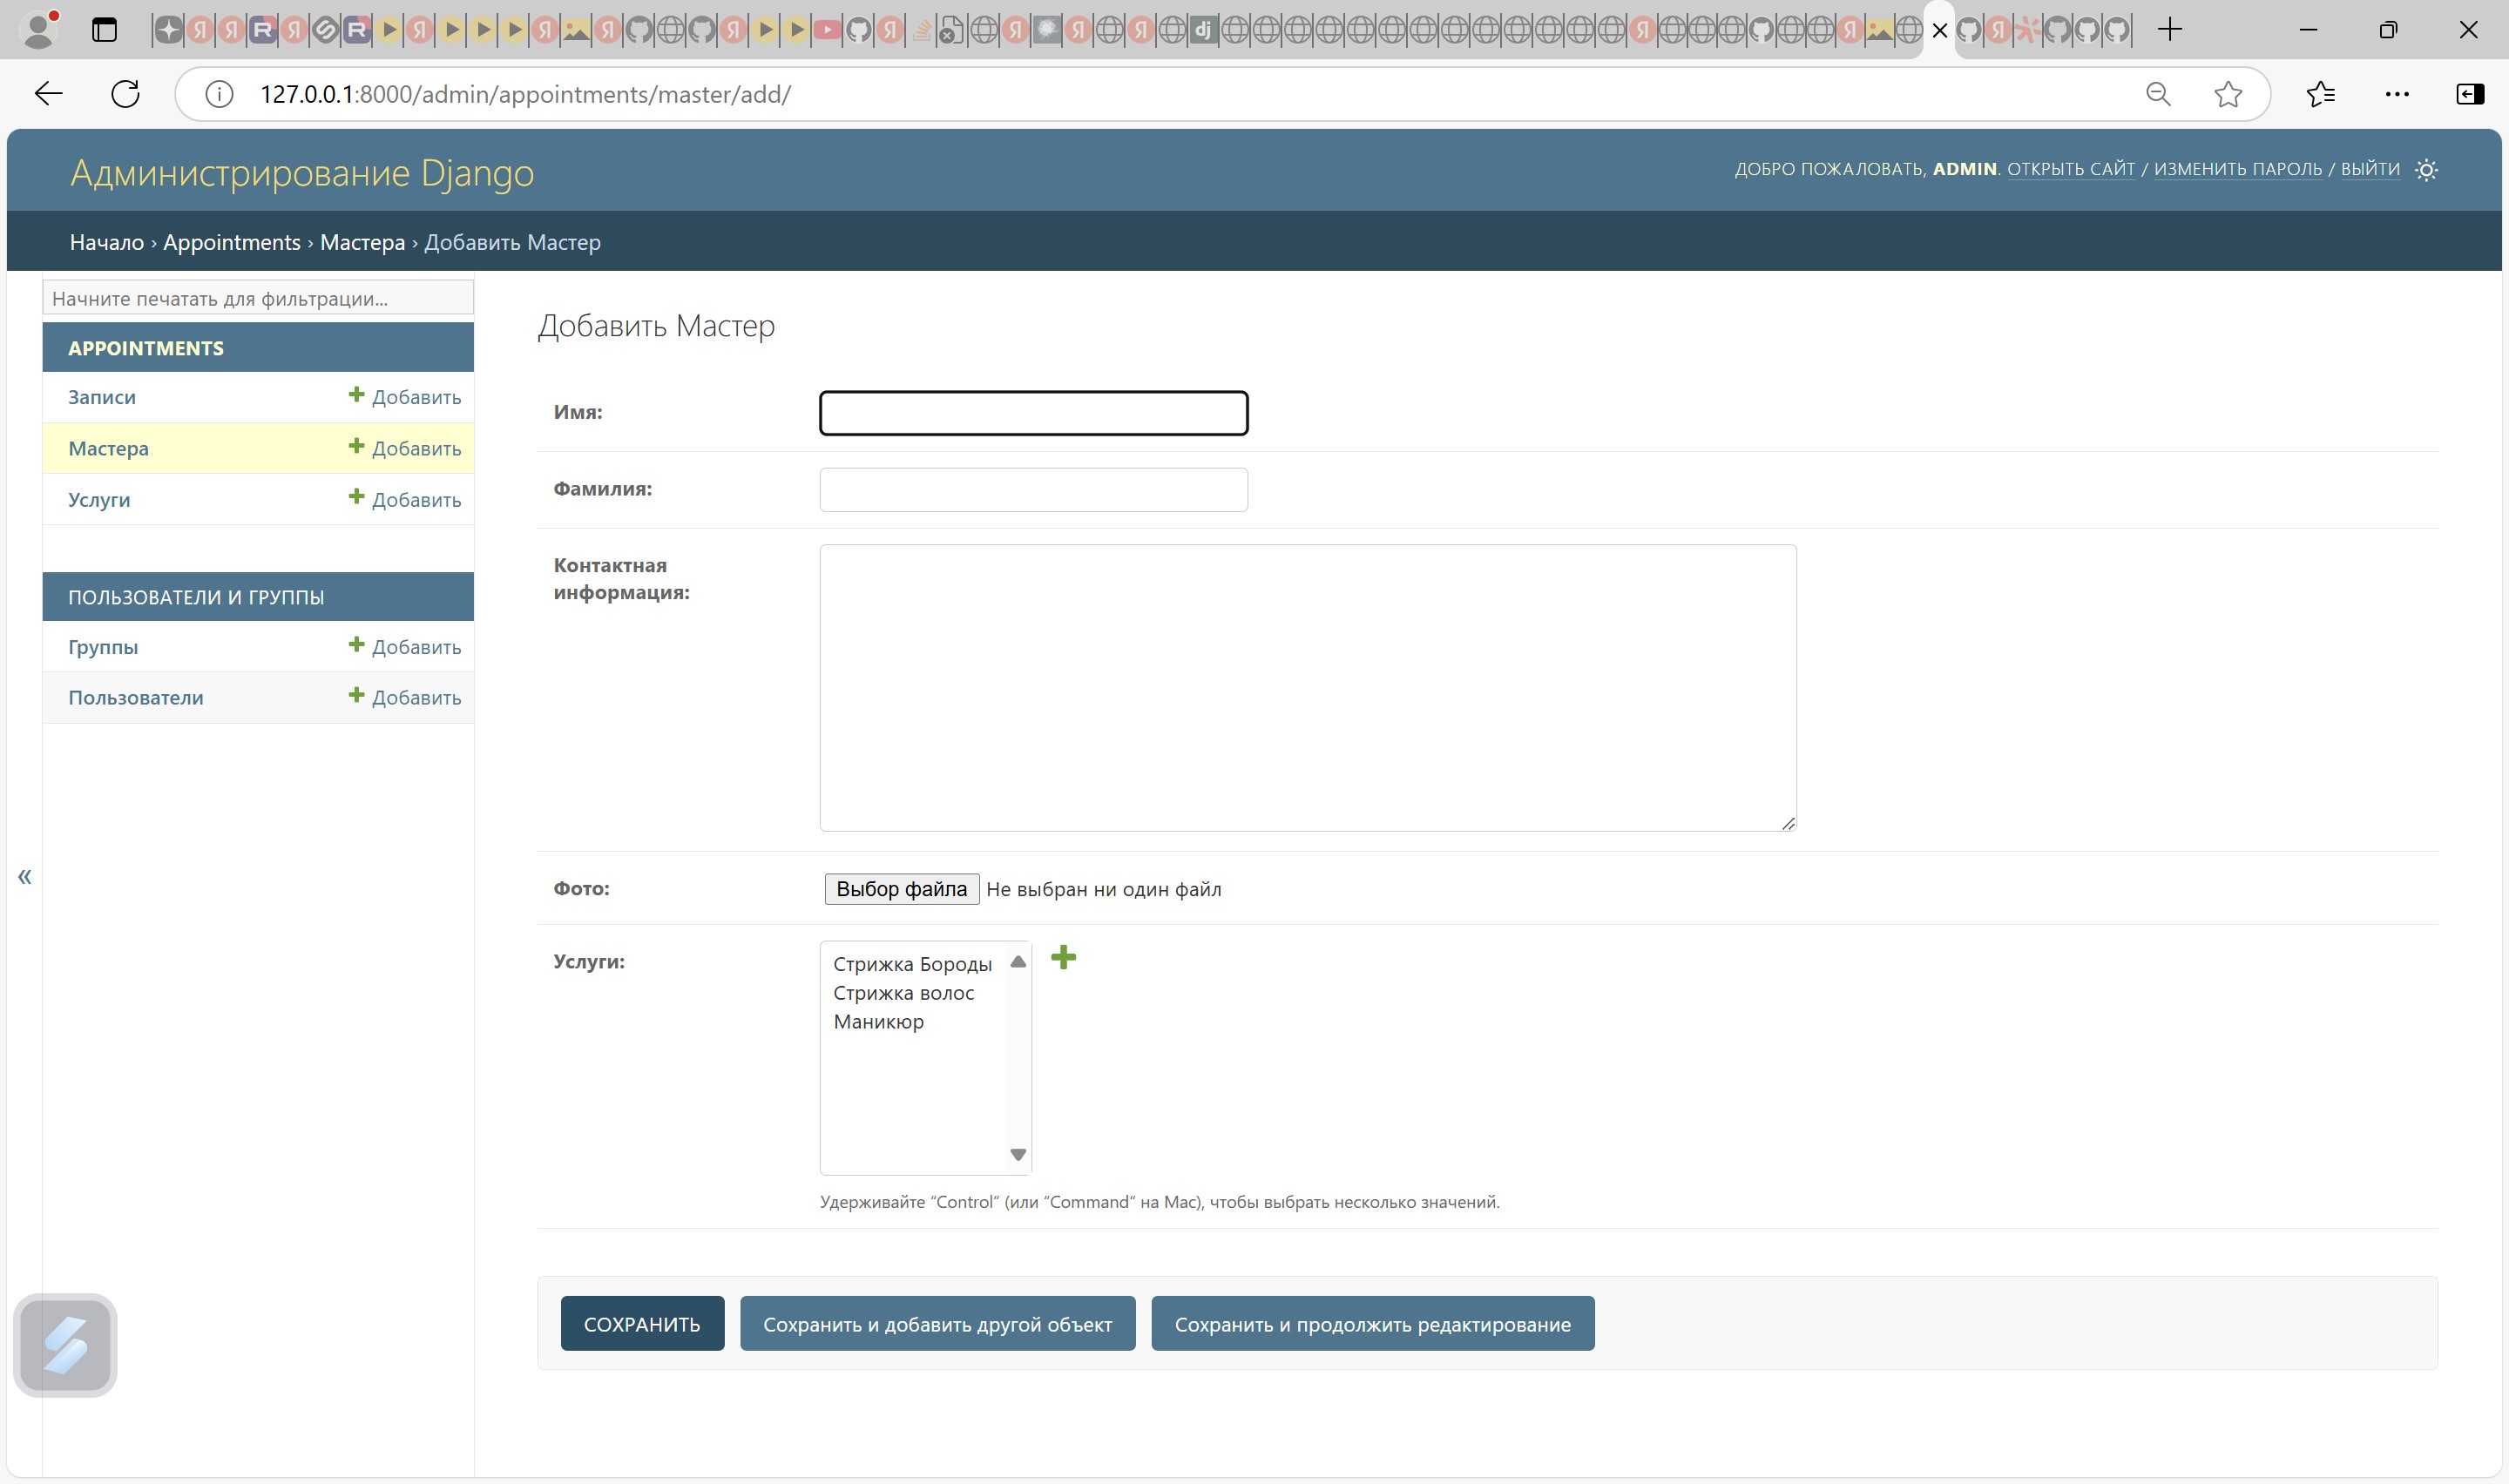 127.0.0.1:8000/admin/appointments/master/add/
Администрирование Django
ДОБРО ПОЖАЛОВАТЬ, ADMIN. ОТКРЫТЬ САЙТ / ИЗМЕНИТЬ ПАРОЛЬ / ВЫЙТИ
Начало › Appointments › Мастера › Добавить Мастер
Начните печатать для фильтрации...
APPOINTMENTS
Записи Добавить
Мастера Добавить
Услуги Добавить
ПОЛЬЗОВАТЕЛИ И ГРУППЫ
Группы Добавить
Пользователи Добавить
«
Добавить Мастер
Имя:
Фамилия:
Контактная
информация:
Фото: Выбор файла Не выбран ни один файл
Услуги:
Стрижка Бороды
Стрижка волос
Маникюр
Удерживайте “Control“ (или “Command“ на Mac), чтобы выбрать несколько значений.
СОХРАНИТЬ Сохранить и добавить другой объект Сохранить и продолжить редактирование